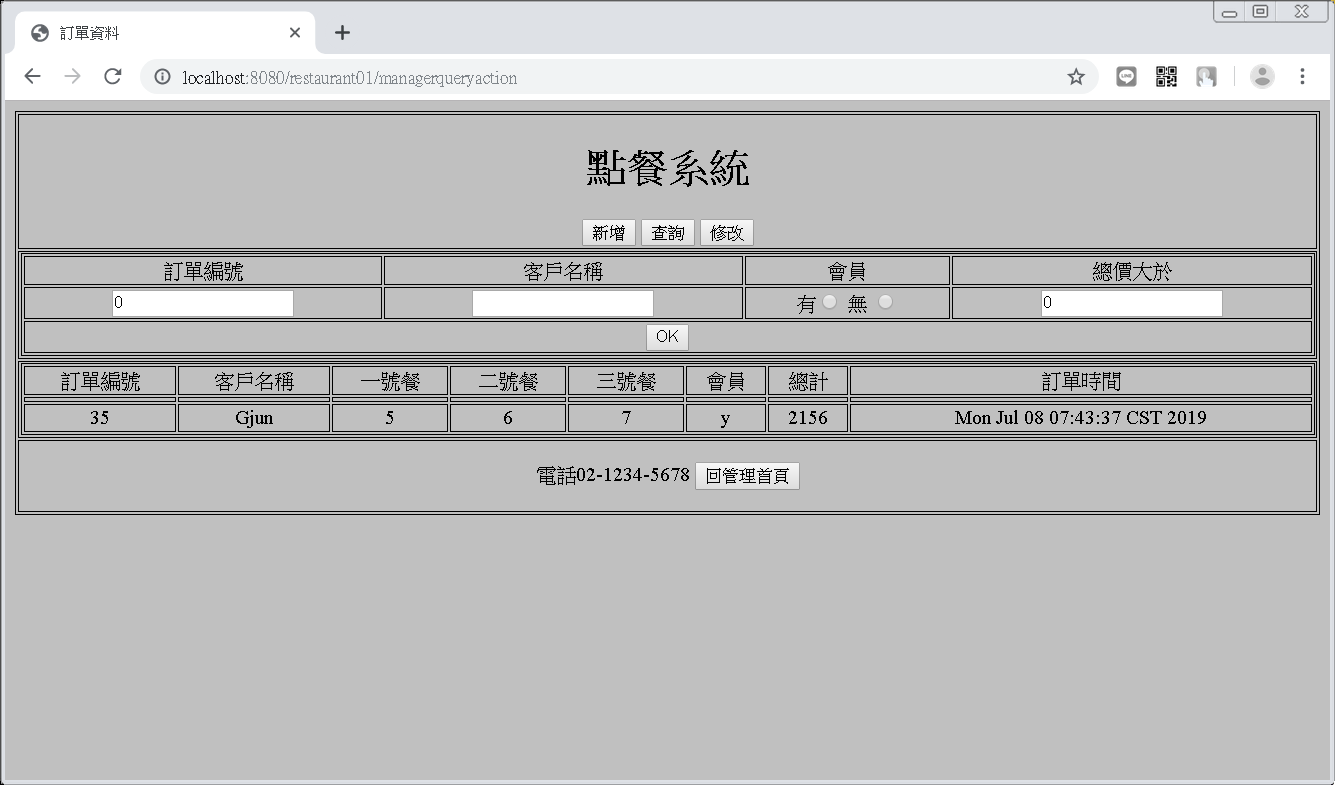 訂單資料
localhost:8080/restaurant01/managerqueryaction
點餐系統
新增 查詢 修改
訂單編號 客戶名稱 會員 總價大於
0 有 無 0
OK
訂單編號 客戶名稱 一號餐 二號餐 三號餐 會員 總計 訂單時間
35 Gjun 5 6 7 y 2156 Mon Jul 08 07:43:37 CST 2019
電話02-1234-5678 回管理首頁